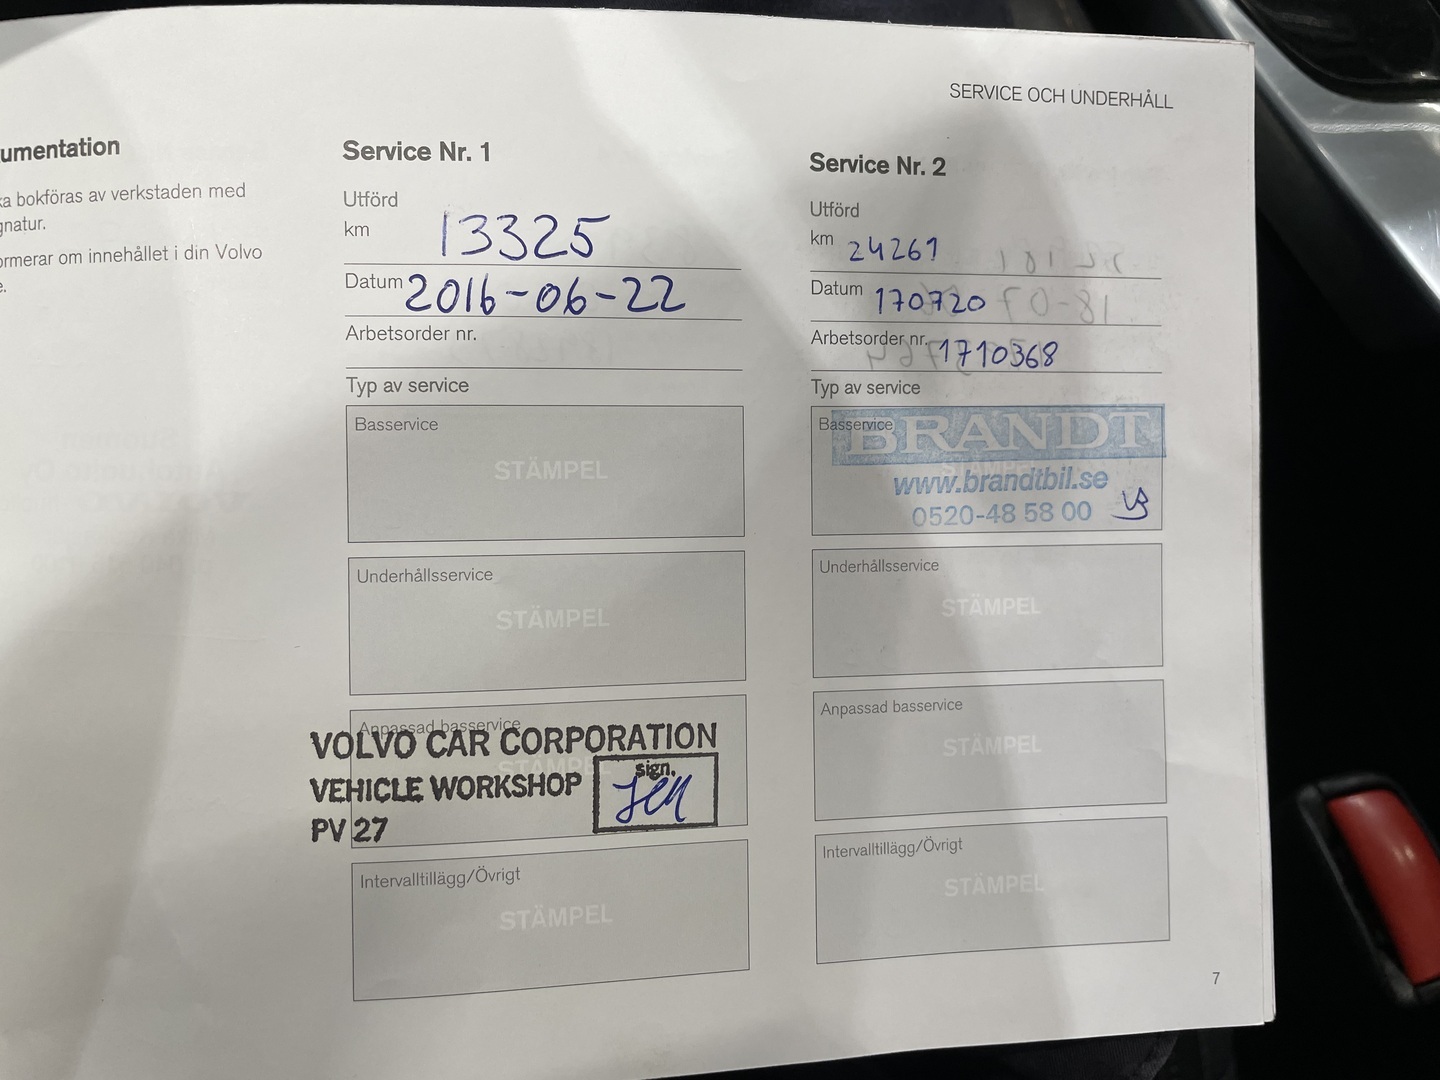 SERVICE OCH UNDERHÅLL
umentation
ka bokföras av verkstaden med
gnatur.
ormerar om innehållet i din Volvo
e.
Service Nr. 1
Utförd
km 13325
Datum 2016-06-22
Arbetsorder nr.
Typ av service
Basservice
STÄMPEL
Underhållsservice
STÄMPEL
Anpassad basservice
STÄMPEL
VOLVO CAR CORPORATION
VEHICLE WORKSHOP
PV 27
sign.
Intervalltillägg/Övrigt
STÄMPEL
Service Nr. 2
Utförd
km 24261
Datum 170720
Arbetsorder nr. 1710368
Typ av service
Basservice
STÄMPEL
BRANDT
www.brandtbil.se
0520-48 58 00
Underhållsservice
STÄMPEL
Anpassad basservice
STÄMPEL
Intervalltillägg/Övrigt
STÄMPEL
7